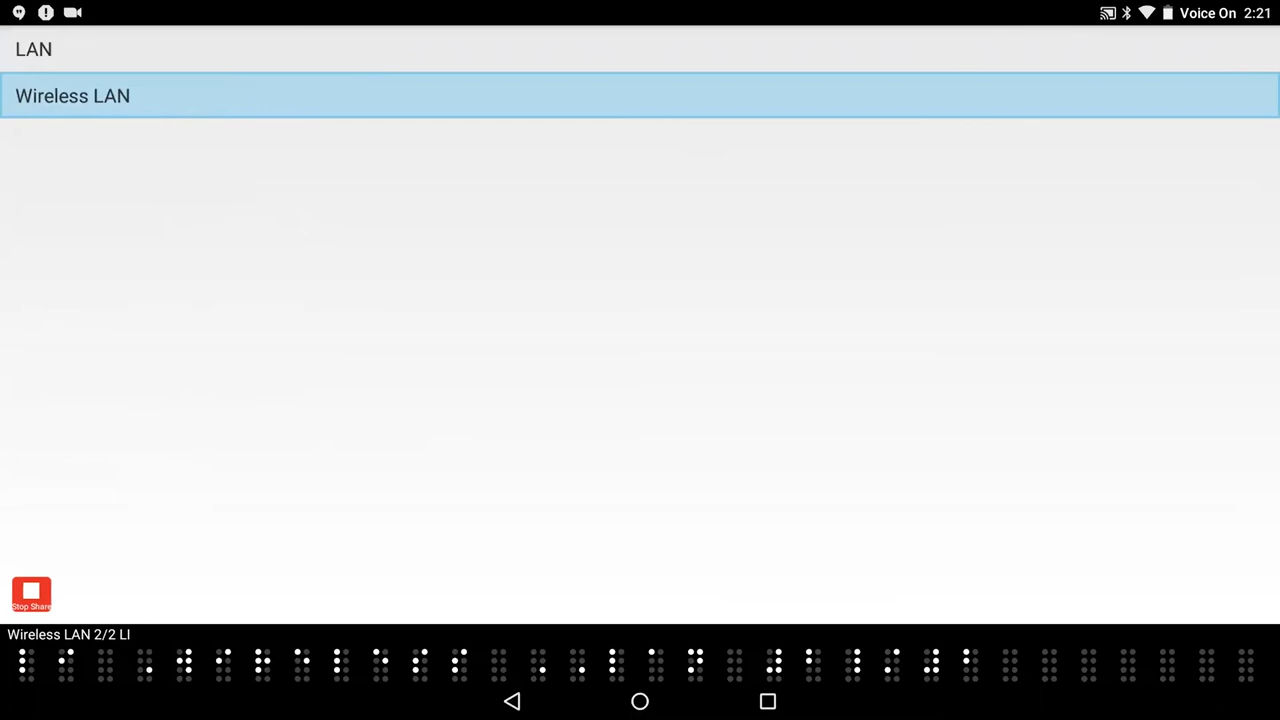 Voice On 2:21
LAN
Wireless LAN
Stop Share
Wireless LAN 2/2 LI